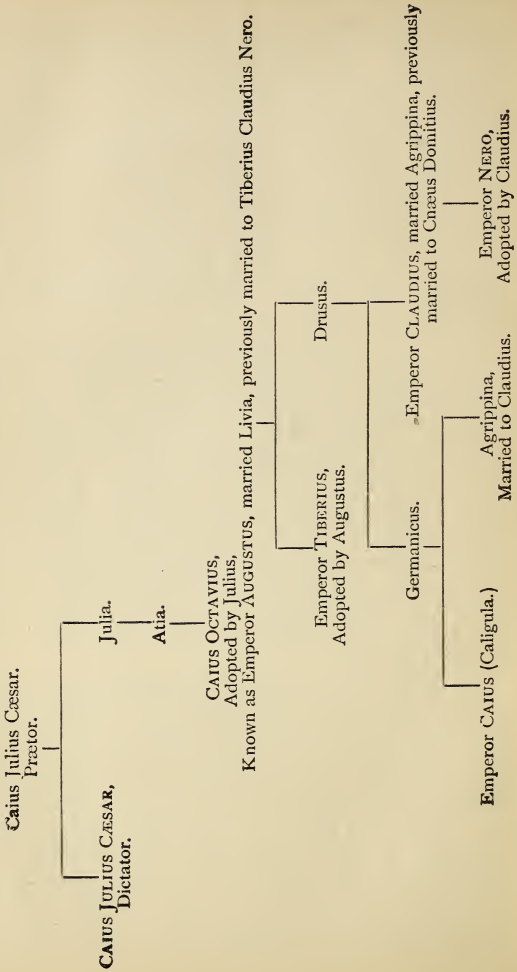 Caius Julius Cæsar.
Prætor.
CAIUS JULIUS CÆSAR,
Dictator.
Julia.
Atia.
CAIUS OCTAVIUS,
Adopted by Julius,
Known as Emperor AUGUSTUS, married Livia, previously married to Tiberius Claudius Nero.
Emperor TIBERIUS,
Adopted by Augustus.
Drusus.
Germanicus.
Emperor CLAUDIUS, married Agrippina, previously
married to Cnæus Domitius.
Emperor CAIUS (Caligula.)
Agrippina,
Married to Claudius.
Emperor NERO,
Adopted by Claudius.